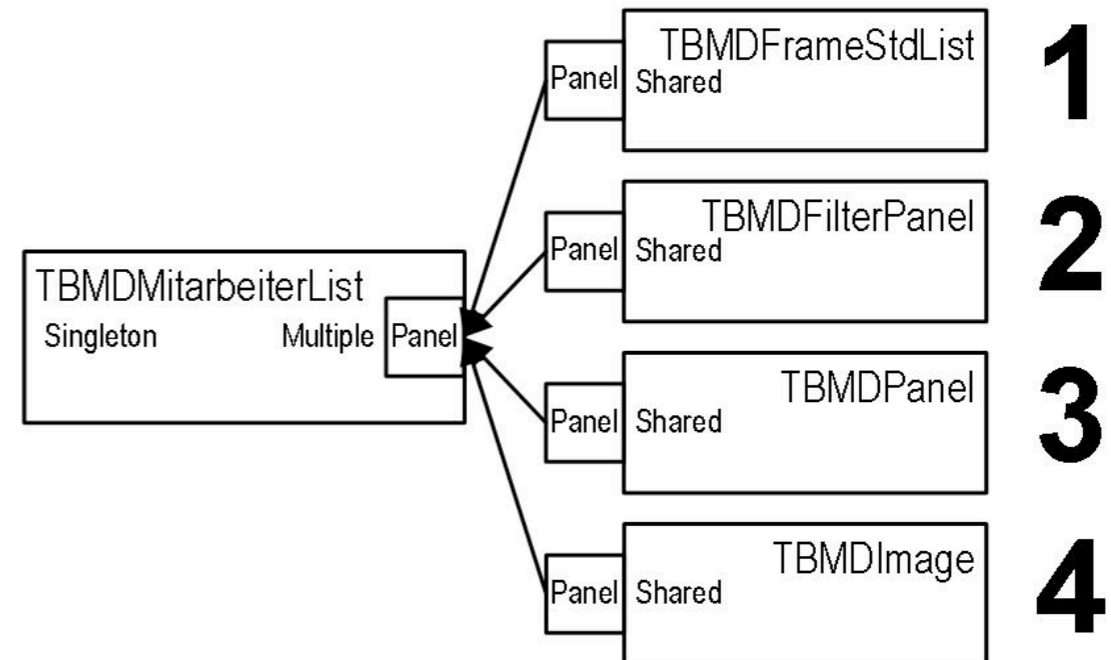 TBMDFrameStdList
Panel Shared
1
TBMDFilterPanel
Panel Shared
2
TBMDMitarbeiterList
Singleton Multiple Panel
TBMDPanel
Panel Shared
3
TBMDImage
Panel Shared
4